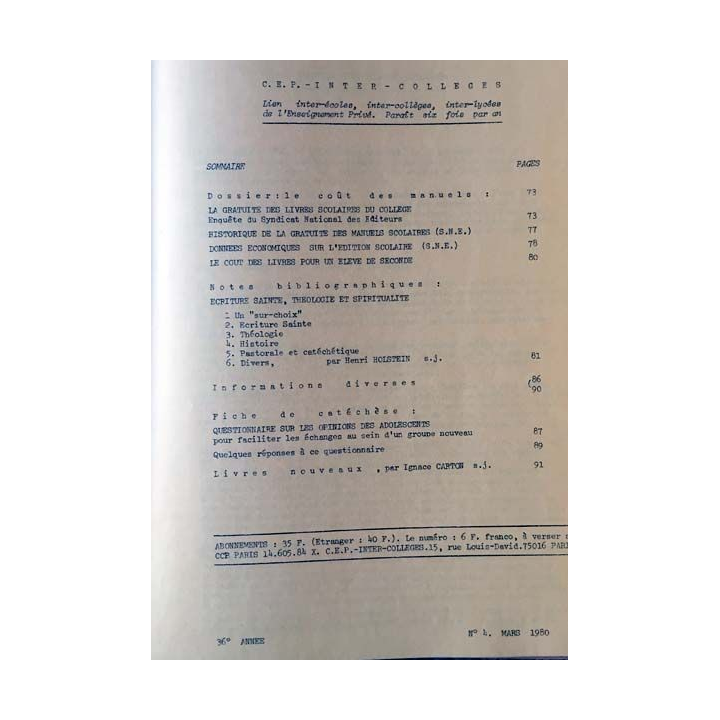 C.E.P.-INTER-COLLEGES
Lien inter-écoles, inter-collèges, inter-lycées
de l'Enseignement Privé. Paraît six fois par an
SOMMAIRE PAGES
Dossier:le coût des manuels : 73
LA GRATUITE DES LIVRES SCOLAIRES DU COLLEGE
Enquête du Syndicat National des Editeurs 73
HISTORIQUE DE LA GRATUITE DES MANUELS SCOLAIRES (S.N.E.) 77
DONNEES ECONOMIQUES SUR L'EDITION SCOLAIRE (S.N.E.) 78
LE COUT DES LIVRES POUR UN ELEVE DE SECONDE 80
Notes bibliographiques :
ECRITURE SAINTE, THEOLOGIE ET SPIRITUALITE
1 Un "sur-choix"
2. Ecriture Sainte
3. Théologie
4. Histoire
5. Pastorale et catéchétique
6. Divers, par Henri HOLSTEIN s.j. 81
Informations diverses (86
90
Fiche de catéchèse :
QUESTIONNAIRE SUR LES OPINIONS DES ADOLESCENTS
pour faciliter les échanges au sein d'un groupe nouveau 87
Quelques réponses à ce questionnaire 89
Livres nouveaux , par Ignace CARTON s.j. 91
ABONNEMENTS : 35 F. (Etranger : 40 F.). Le numéro : 6 F. franco, à verser :
CCP. PARIS 14.605.84 X. C.E.P.-INTER-COLLEGES.15, rue Louis-David.75016 PARI
36° ANNEE N° 4. MARS 1980